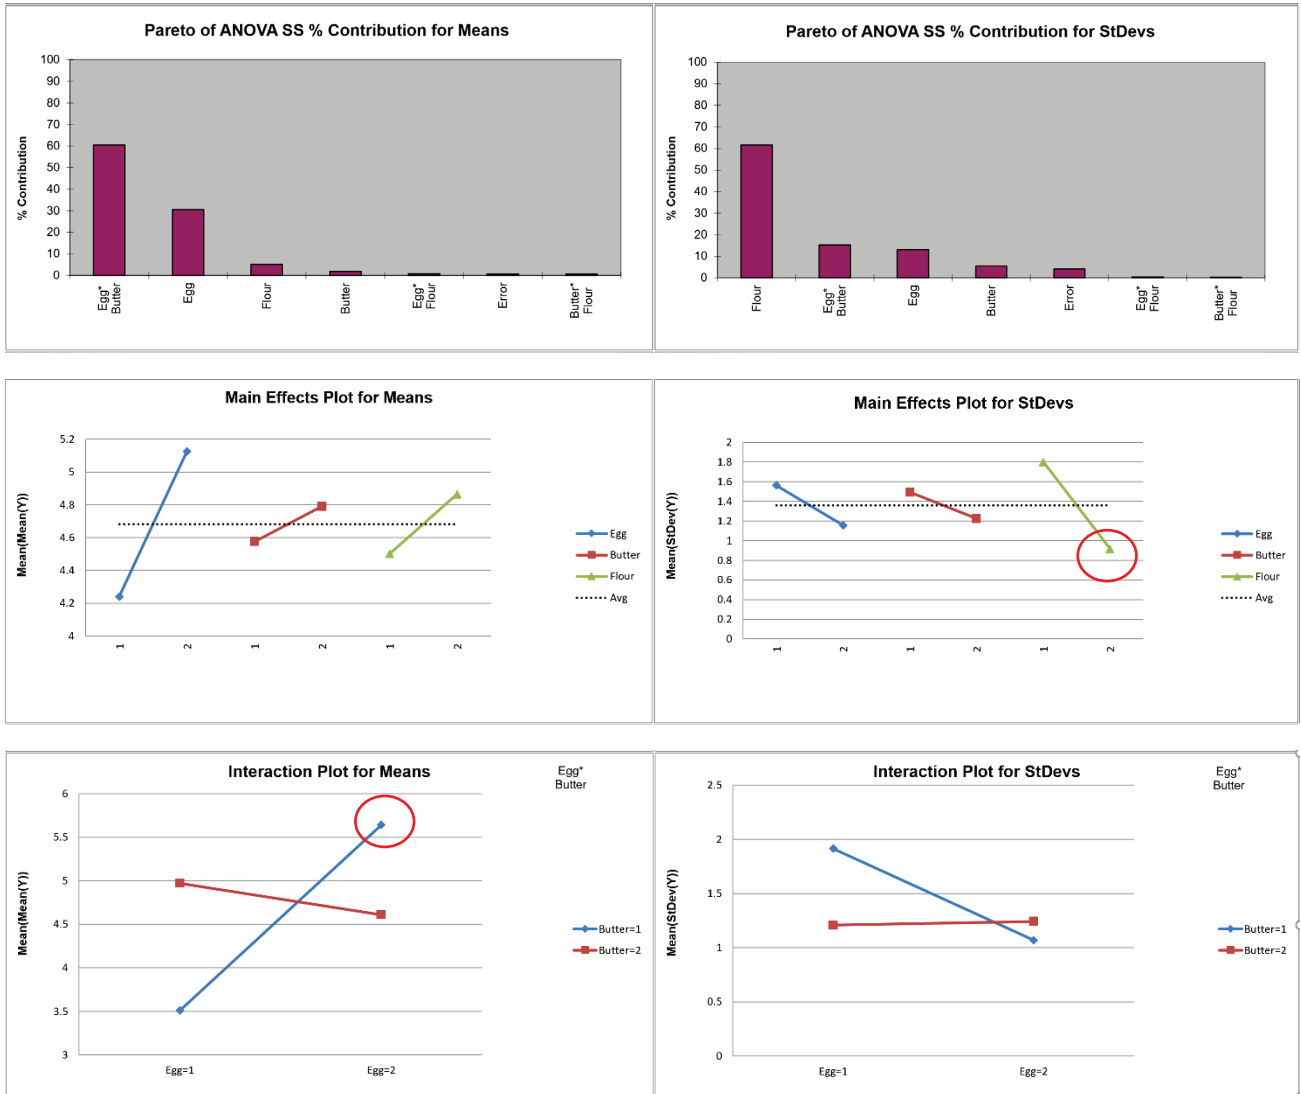 Pareto of ANOVA SS % Contribution for Means
% Contribution
100
90
80
70
60
50
40
30
20
10
0
Egg*
Butter
Egg
Flour
Butter
Egg*
Flour
Error
Butter*
Flour
Pareto of ANOVA SS % Contribution for StDevs
% Contribution
100
90
80
70
60
50
40
30
20
10
0
Flour
Egg*
Butter
Egg
Butter
Error
Egg*
Flour
Butter*
Flour
Main Effects Plot for Means
Mean(Mean(Y))
5.2
5
4.8
4.6
4.4
4.2
4
1
2
1
2
1
2
Egg
Butter
Flour
Avg
Main Effects Plot for StDevs
Mean(StDev(Y))
2
1.8
1.6
1.4
1.2
1
0.8
0.6
0.4
0.2
0
1
2
1
2
1
2
Egg
Butter
Flour
Avg
Interaction Plot for Means
Egg*
Butter
Mean(Mean(Y))
6
5.5
5
4.5
4
3.5
3
Egg=1
Egg=2
Butter=1
Butter=2
Interaction Plot for StDevs
Egg*
Butter
Mean(StDev(Y))
2.5
2
1.5
1
0.5
0
Egg=1
Egg=2
Butter=1
Butter=2